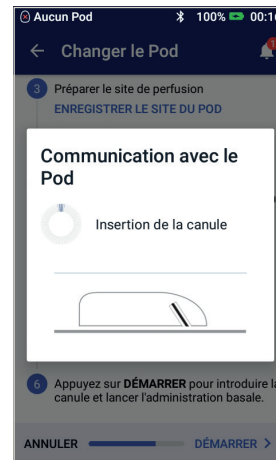 Aucun Pod 100% 00:1
Changer le Pod
1
3 Préparer le site de perfusion
ENREGISTRER LE SITE DU POD
Communication avec le
Pod
Insertion de la canule
6 Appuyez sur DÉMARRER pour introduire la
canule et lancer l'administration basale.
ANNULER DÉMARRER >